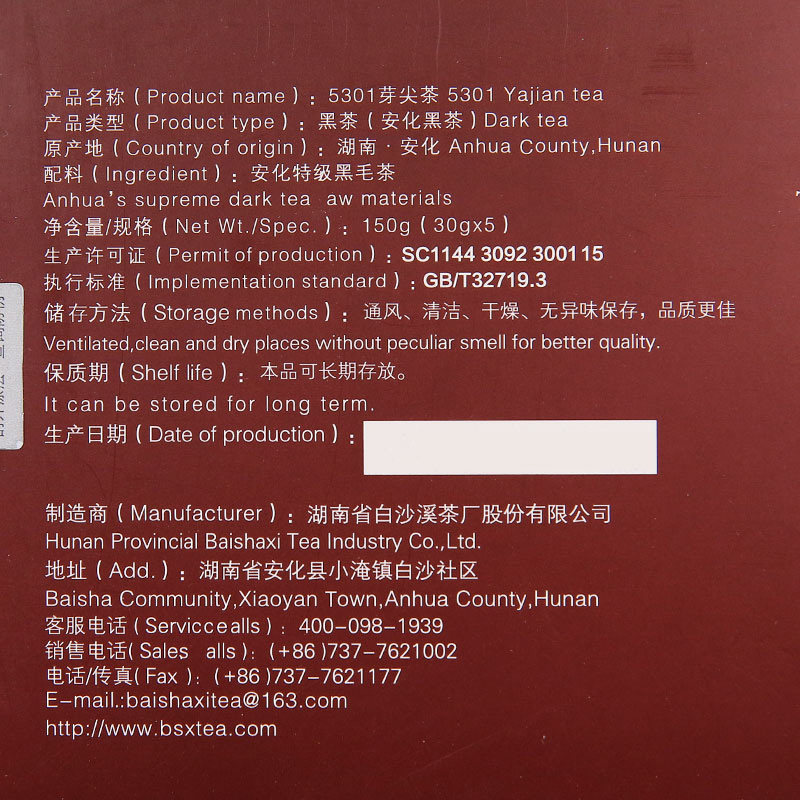 产品名称（Product name）：5301芽尖茶 5301 Yajian tea
产品类型（Product type）：黑茶（安化黑茶）Dark tea
原产地（Country of origin）：湖南·安化 Anhua County,Hunan
配料（Ingredient）：安化特级黑毛茶
Anhua's supreme dark tea aw materials
净含量/规格（Net Wt./Spec.）：150g（30gx5）
生产许可证（Permit of production）：SC1144 3092 300115
执行标准（Implementation standard）：GB/T32719.3
储存方法（Storage methods）：通风、清洁、干燥、无异味保存，品质更佳
Ventilated,clean and dry places without peculiar smell for better quality.
保质期（Shelf life）：本品可长期存放。
It can be stored for long term.
生产日期（Date of production）：
制造商（Manufacturer）：湖南省白沙溪茶厂股份有限公司
Hunan Provincial Baishaxi Tea Industry Co.,Ltd.
地址（Add.）：湖南省安化县小淹镇白沙社区
Baisha Community,Xiaoyan Town,Anhua County,Hunan
客服电话（Servicce alls）：400-098-1939
销售电话（Sales alls）：（+86）737-7621002
电话/传真（Fax）：（+86）737-7621177
E-mail.:baishaxitea@163.com
http://www.bsxtea.com